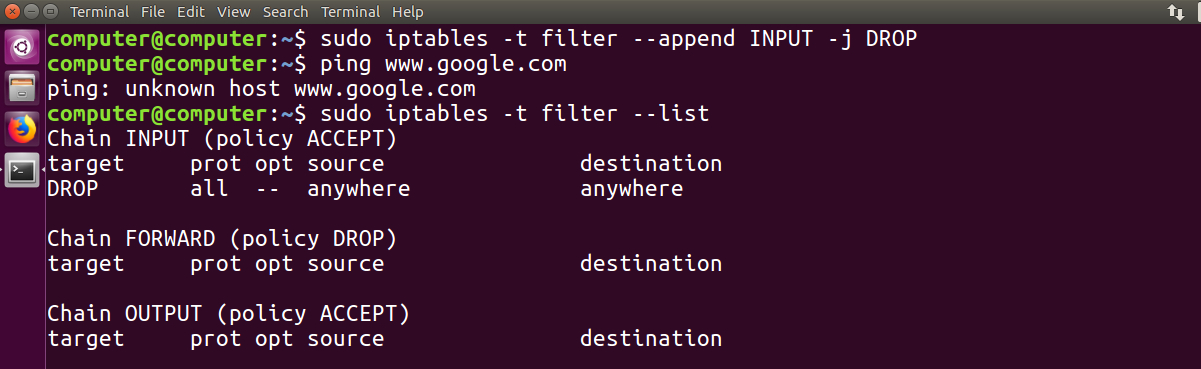 Terminal File Edit View Search Terminal Help
computer@computer:~$ sudo iptables -t filter --append INPUT -j DROP
computer@computer:~$ ping www.google.com
ping: unknown host www.google.com
computer@computer:~$ sudo iptables -t filter --list
Chain INPUT (policy ACCEPT)
target     prot opt source               destination
DROP       all  --  anywhere             anywhere

Chain FORWARD (policy DROP)
target     prot opt source               destination

Chain OUTPUT (policy ACCEPT)
target     prot opt source               destination